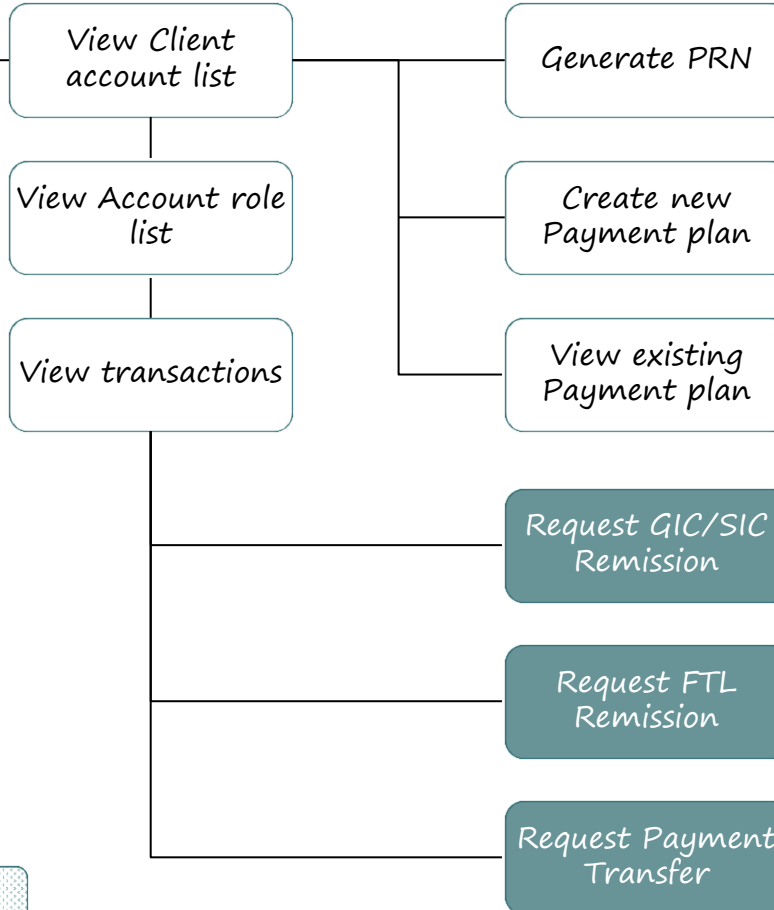 View Client
account list
Generate PRN
View Account role
list
Create new
Payment plan
View transactions
View existing
Payment plan
Request GIC/SIC
Remission
Request FTL
Remission
Request Payment
Transfer